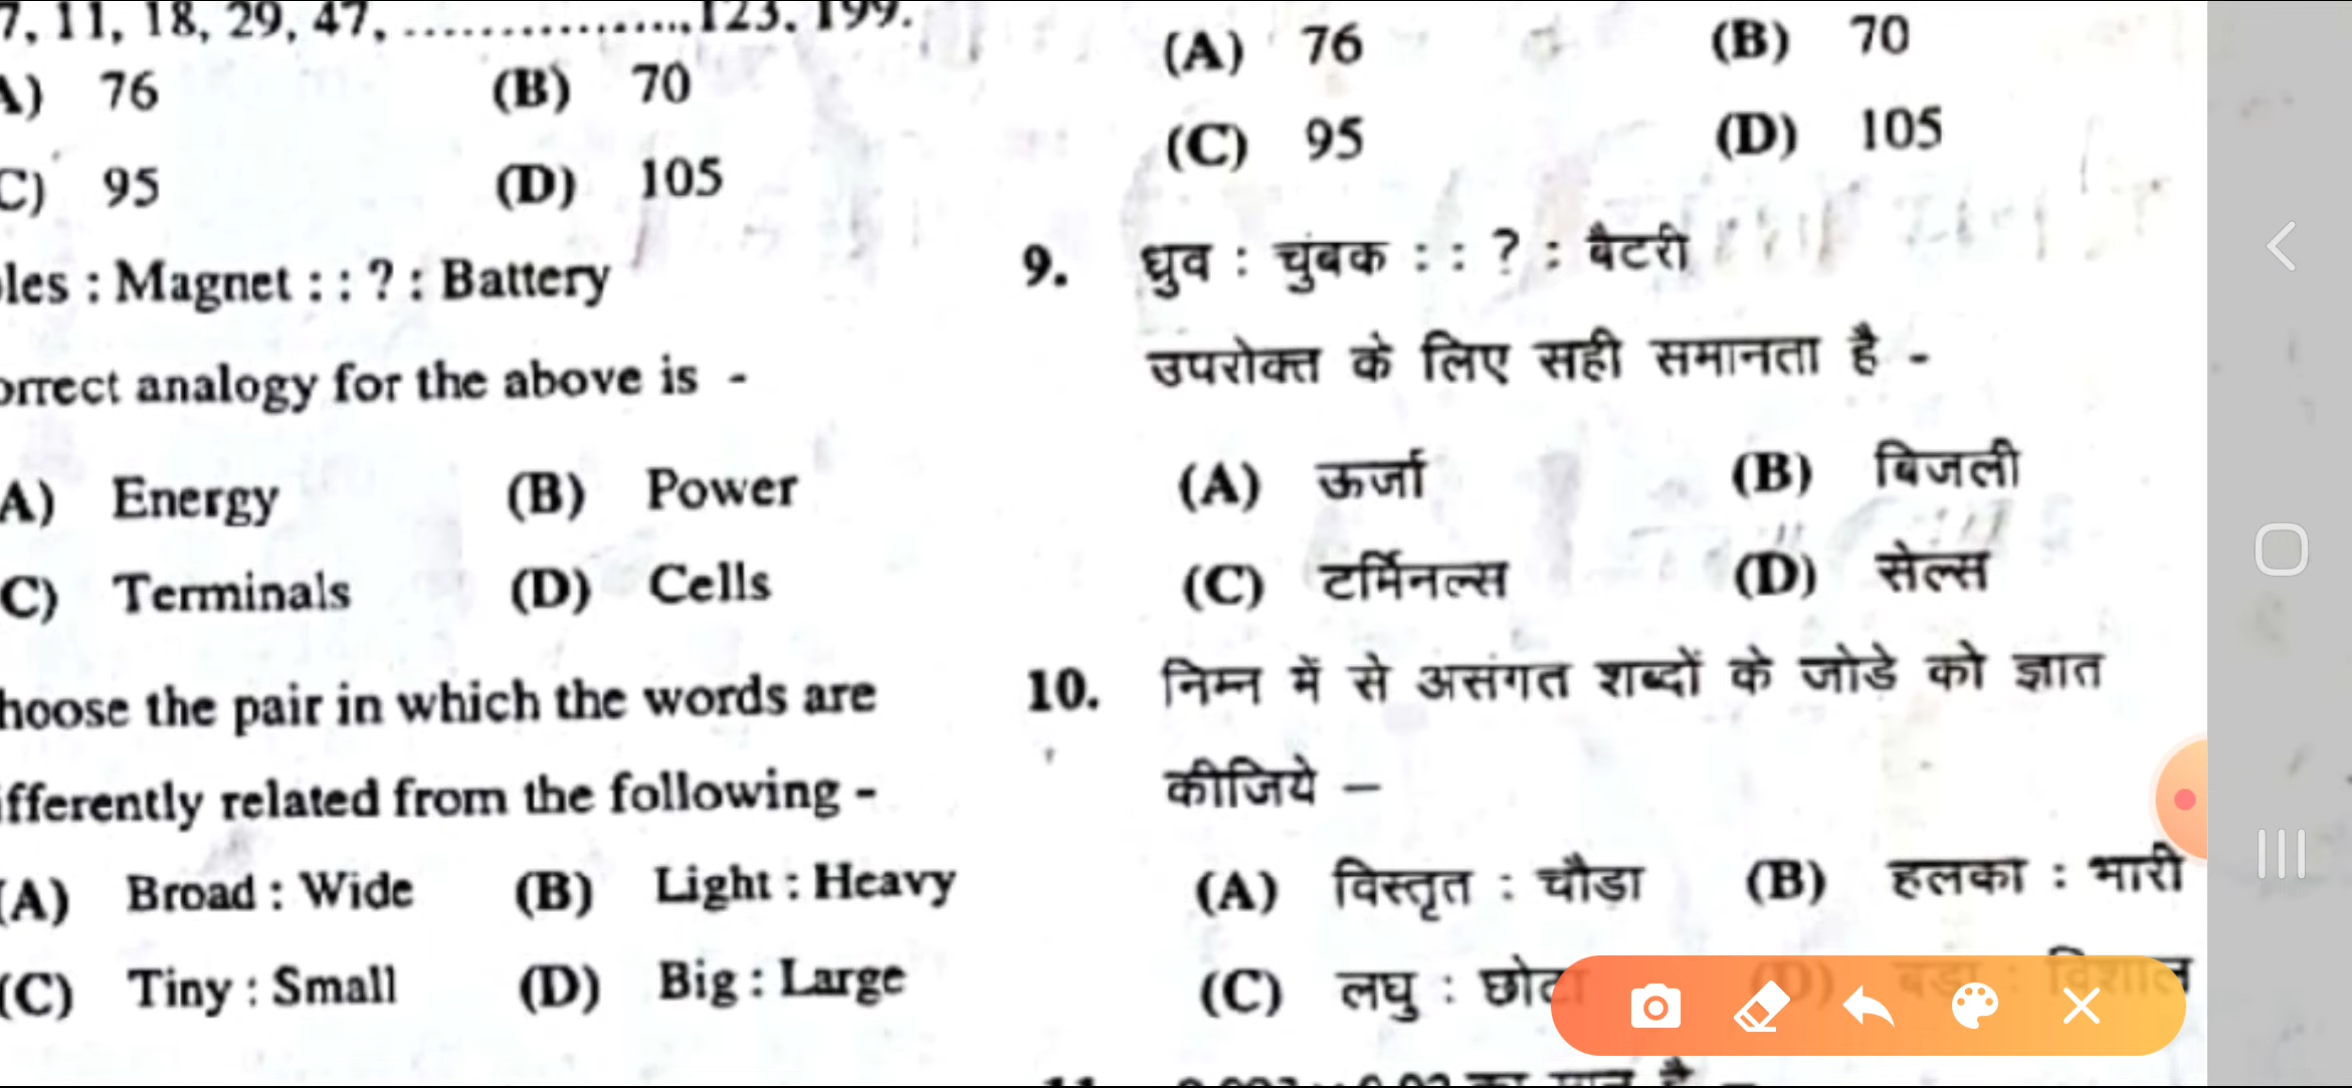 7, 11, 18, 29, 47, ..................,123, 199.
A) 76 (B) 70
C) 95 (D) 105
les : Magnet : : ? : Battery
orrect analogy for the above is -
A) Energy (B) Power
C) Terminals (D) Cells
hoose the pair in which the words are
fferently related from the following -
(A) Broad : Wide (B) Light : Heavy
(C) Tiny : Small (D) Big : Large
(A) 76 (B) 70
(C) 95 (D) 105
9. ध्रुव : चुंबक : : ? : बैटरी
उपरोक्त के लिए सही समानता है -
(A) ऊर्जा (B) बिजली
(C) टर्मिनल्स (D) सेल्स
10. निम्न में से असंगत शब्दों के जोडे को ज्ञात
कीजिये –
(A) विस्तृत : चौडा (B) हलका : भारी
(C) लघु : छोटा (D) बडा : विशाल